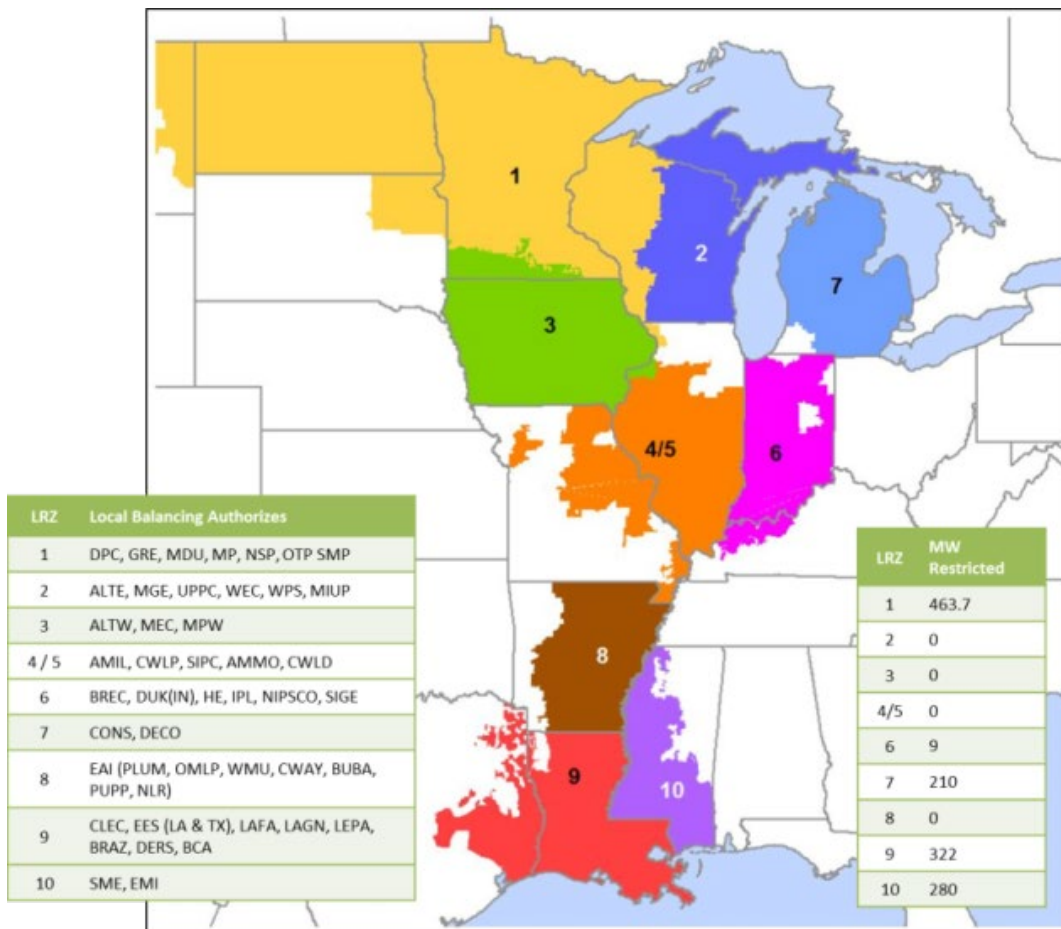 1
2
7
3
4/5
6
8
9
10
LRZ Local Balancing Authorizes
1 DPC, GRE, MDU, MP, NSP, OTP SMP
2 ALTE, MGE, UPPC, WEC, WPS, MIUP
3 ALTW, MEC, MPW
4 / 5 AMIL, CWLP, SIPC, AMMO, CWLD
6 BREC, DUK(IN), HE, IPL, NIPSCO, SIGE
7 CONS, DECO
8 EAI (PLUM, OMLP, WMU, CWAY, BUBA,
PUPP, NLR)
9 CLEC, EES (LA & TX), LAFA, LAGN, LEPA,
BRAZ, DERS, BCA
10 SME, EMI
LRZ MW
Restricted
1 463.7
2 0
3 0
4/5 0
6 9
7 210
8 0
9 322
10 280